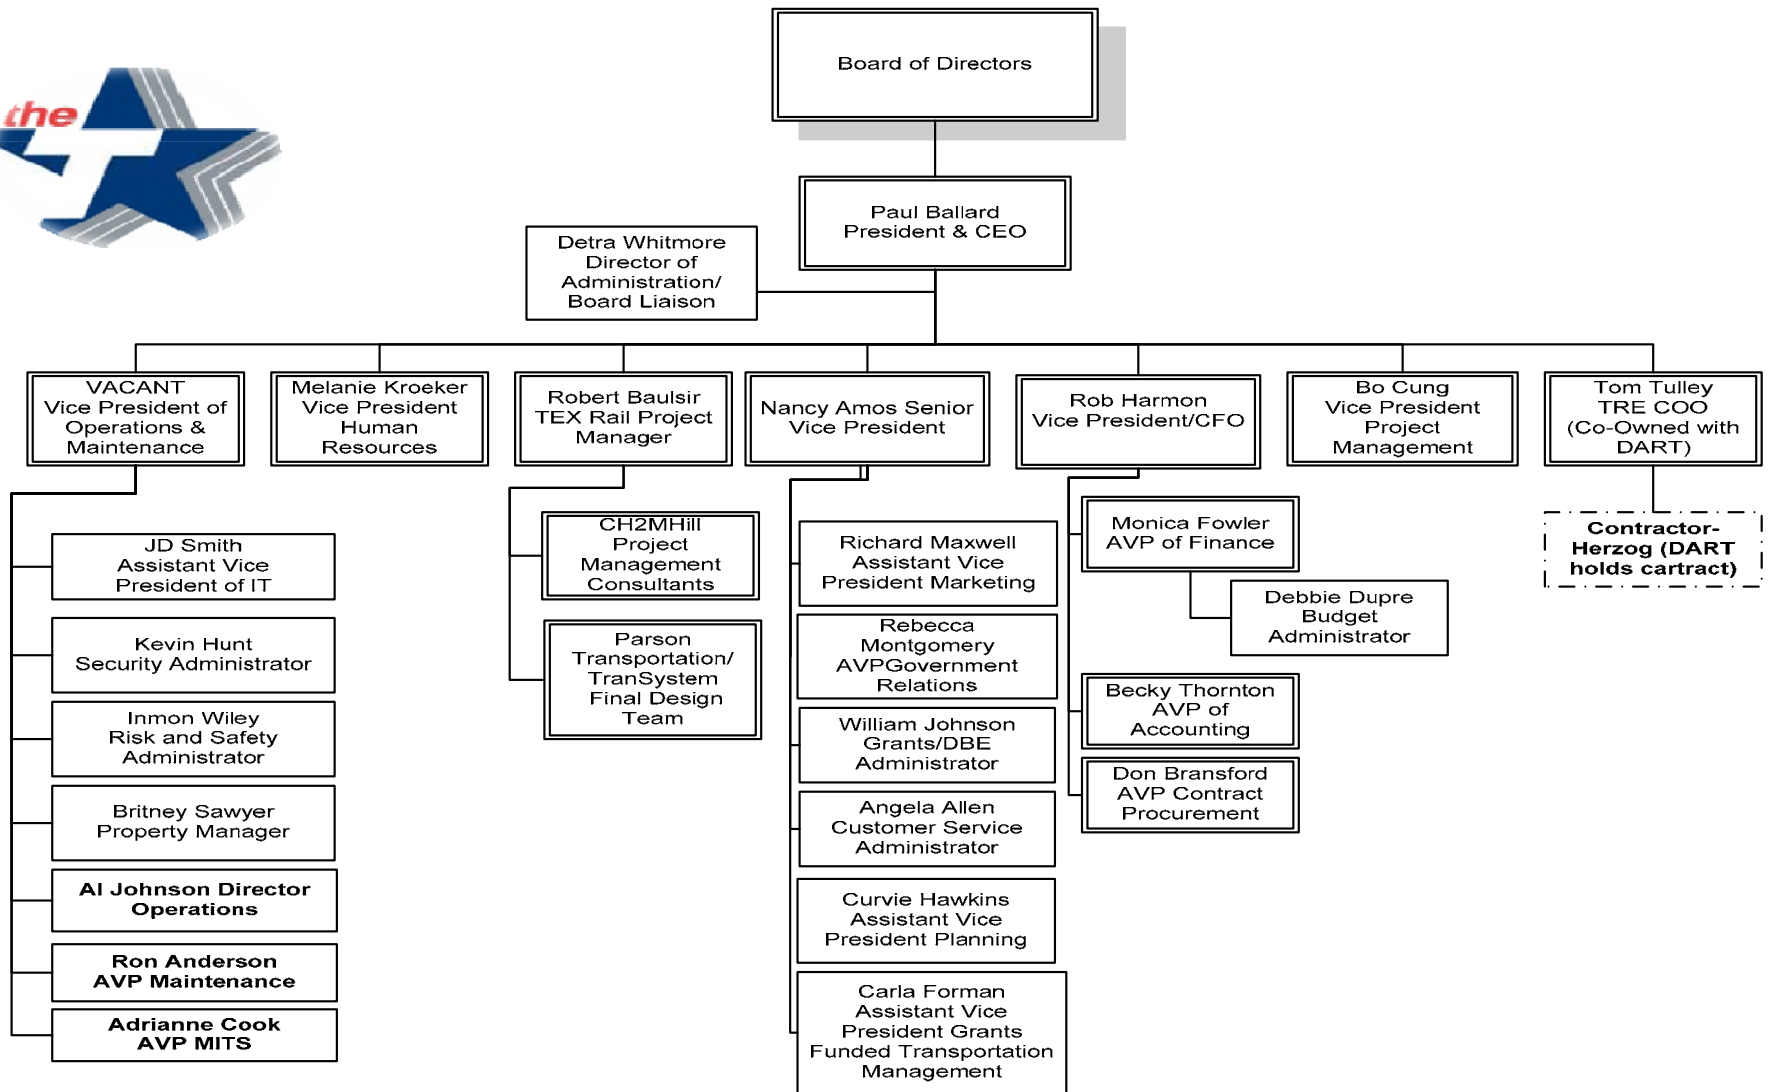 the
T
Board of Directors
Paul Ballard
President & CEO
Detra Whitmore
Director of
Administration/
Board Liaison
VACANT
Vice President of
Operations &
Maintenance
Melanie Kroeker
Vice President
Human
Resources
Robert Baulsir
TEX Rail Project
Manager
Nancy Amos Senior
Vice President
Rob Harmon
Vice President/CFO
Bo Cung
Vice President
Project
Management
Tom Tulley
TRE COO
(Co-Owned with
DART)
JD Smith
Assistant Vice
President of IT
Kevin Hunt
Security Administrator
Inmon Wiley
Risk and Safety
Administrator
Britney Sawyer
Property Manager
Al Johnson Director
Operations
Ron Anderson
AVP Maintenance
Adrianne Cook
AVP MITS
CH2MHill
Project
Management
Consultants
Parson
Transportation/
TranSystem
Final Design
Team
Richard Maxwell
Assistant Vice
President Marketing
Rebecca
Montgomery
AVPGovernment
Relations
William Johnson
Grants/DBE
Administrator
Angela Allen
Customer Service
Administrator
Curvie Hawkins
Assistant Vice
President Planning
Carla Forman
Assistant Vice
President Grants
Funded Transportation
Management
Monica Fowler
AVP of Finance
Debbie Dupre
Budget
Administrator
Becky Thornton
AVP of
Accounting
Don Bransford
AVP Contract
Procurement
Contractor-
Herzog (DART
holds cartract)